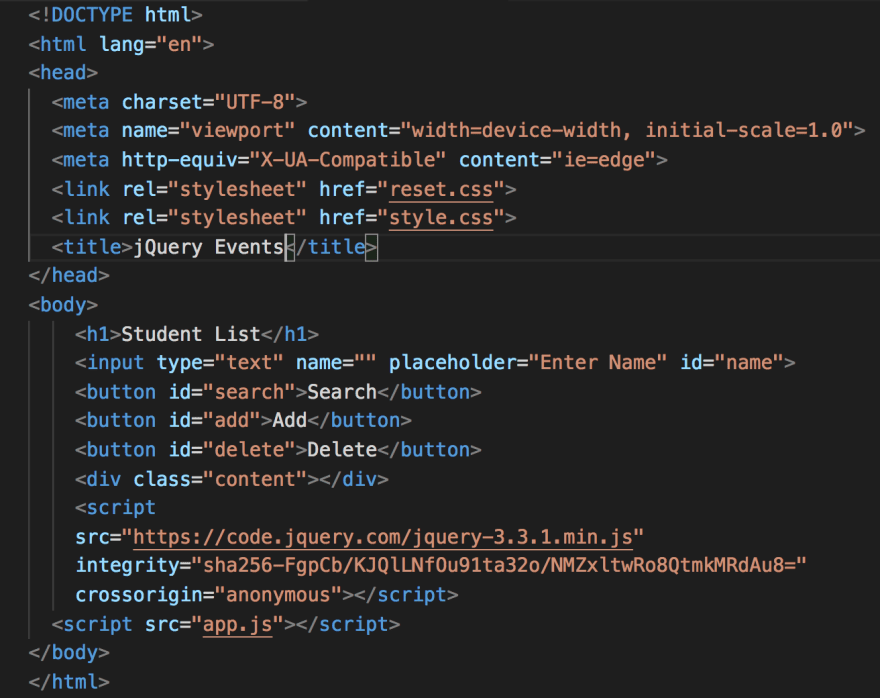 <!DOCTYPE html>
<html lang="en">
<head>
  <meta charset="UTF-8">
  <meta name="viewport" content="width=device-width, initial-scale=1.0">
  <meta http-equiv="X-UA-Compatible" content="ie=edge">
  <link rel="stylesheet" href="reset.css">
  <link rel="stylesheet" href="style.css">
  <title>jQuery Events</title>
</head>
<body>
    <h1>Student List</h1>
    <input type="text" name="" placeholder="Enter Name" id="name">
    <button id="search">Search</button>
    <button id="add">Add</button>
    <button id="delete">Delete</button>
    <div class="content"></div>
    <script
    src="https://code.jquery.com/jquery-3.3.1.min.js"
    integrity="sha256-FgpCb/KJQlLNfOu91ta32o/NMZxltwRo8QtmkMRdAu8="
    crossorigin="anonymous"></script>
  <script src="app.js"></script>
</body>
</html>